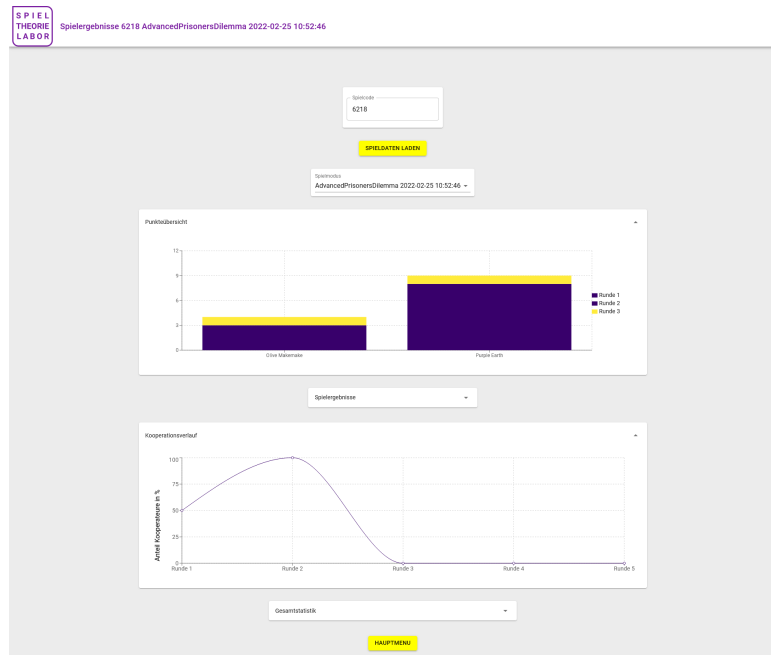 SPIEL
THEORIE
LABOR
Spielergebnisse 6218 AdvancedPrisonersDilemma 2022-02-25 10:52:46
Spielcode
6218
SPIELDATEN LADEN
Spielmodus
AdvancedPrisonersDilemma 2022-02-25 10:52:46
Punkteübersicht
12
9
6
3
0
Olive Makemake
Purple Earth
Runde 1
Runde 2
Runde 3
Spielergebnisse
Kooperationsverlauf
Anteil Kooperateure in %
100
75
50
25
0
Runde 1
Runde 2
Runde 3
Runde 4
Runde 5
Gesamtstatistik
HAUPTMENU